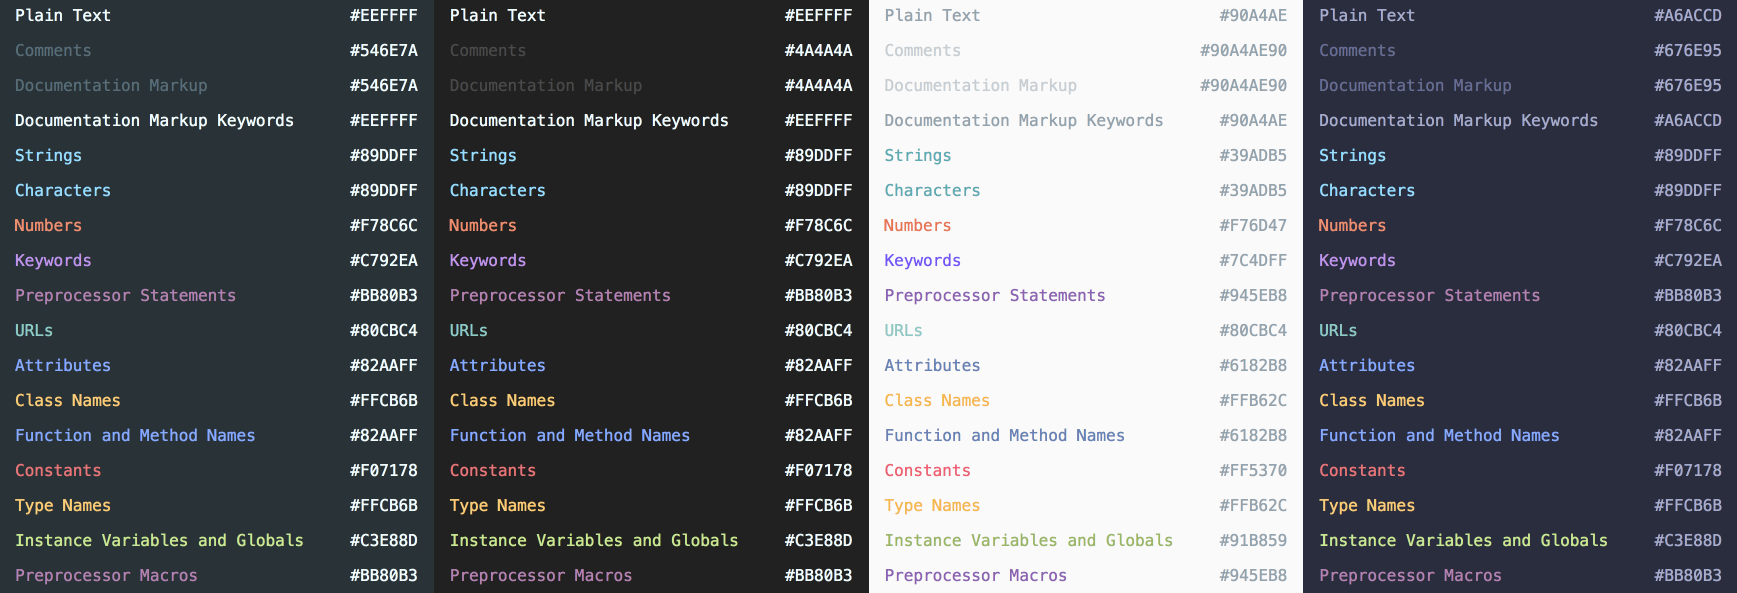 Plain Text #EEFFFF
Comments #546E7A
Documentation Markup #546E7A
Documentation Markup Keywords #EEFFFF
Strings #89DDFF
Characters #89DDFF
Numbers #F78C6C
Keywords #C792EA
Preprocessor Statements #BB80B3
URLs #80CBC4
Attributes #82AAFF
Class Names #FFCB6B
Function and Method Names #82AAFF
Constants #F07178
Type Names #FFCB6B
Instance Variables and Globals #C3E88D
Preprocessor Macros #BB80B3
Plain Text #EEFFFF
Comments #4A4A4A
Documentation Markup #4A4A4A
Documentation Markup Keywords #EEFFFF
Strings #89DDFF
Characters #89DDFF
Numbers #F78C6C
Keywords #C792EA
Preprocessor Statements #BB80B3
URLs #80CBC4
Attributes #82AAFF
Class Names #FFCB6B
Function and Method Names #82AAFF
Constants #F07178
Type Names #FFCB6B
Instance Variables and Globals #C3E88D
Preprocessor Macros #BB80B3
Plain Text #90A4AE
Comments #90A4AE90
Documentation Markup #90A4AE90
Documentation Markup Keywords #90A4AE
Strings #39ADB5
Characters #39ADB5
Numbers #F76D47
Keywords #7C4DFF
Preprocessor Statements #945EB8
URLs #80CBC4
Attributes #6182B8
Class Names #FFB62C
Function and Method Names #6182B8
Constants #FF5370
Type Names #FFB62C
Instance Variables and Globals #91B859
Preprocessor Macros #945EB8
Plain Text #A6ACCD
Comments #676E95
Documentation Markup #676E95
Documentation Markup Keywords #A6ACCD
Strings #89DDFF
Characters #89DDFF
Numbers #F78C6C
Keywords #C792EA
Preprocessor Statements #BB80B3
URLs #80CBC4
Attributes #82AAFF
Class Names #FFCB6B
Function and Method Names #82AAFF
Constants #F07178
Type Names #FFCB6B
Instance Variables and Globals #C3E88D
Preprocessor Macros #BB80B3